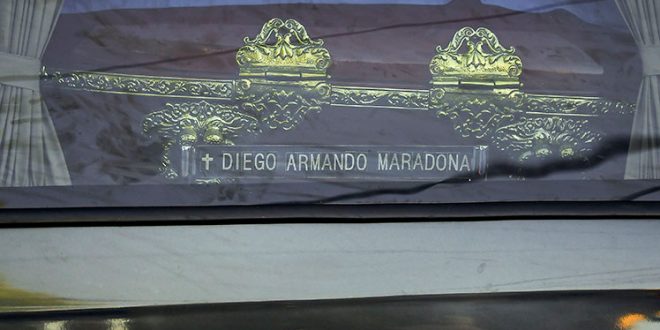 ✝ DIEGO ARMANDO MARADONA